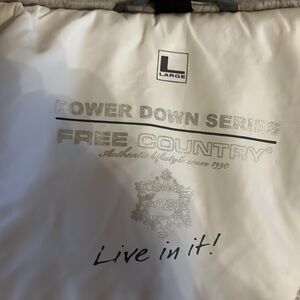 L
LARGE
POWER DOWN SERIES
FREE COUNTRY®
Authentic lifestyle since 1990
Live in it!